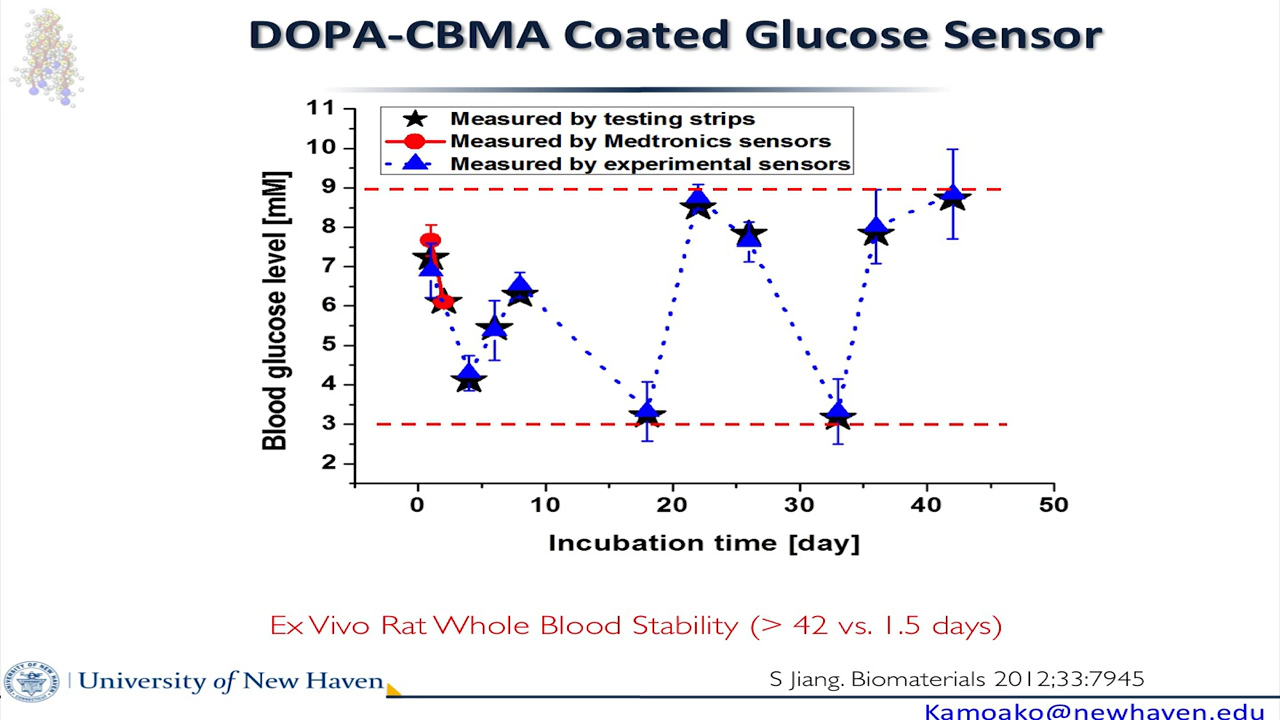 DOPA-CBMA Coated Glucose Sensor
11
Measured by testing strips
Measured by Medtronics sensors
Measured by experimental sensors
10
9
8
7
6
5
4
3
2
Blood glucose level [mM]
0 10 20 30 40 50
Incubation time [day]
Ex Vivo Rat Whole Blood Stability (> 42 vs. 1.5 days)
University of New Haven
S Jiang. Biomaterials 2012;33:7945
Kamoako@newhaven.edu